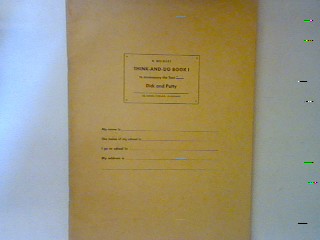 THINK-AND-DO BOOK I
To Accompany the Text
Dick and Patty
My name is
The name of my school is
I go to school in
My address is